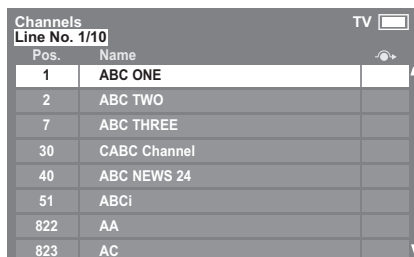 Channels TV
Line No. 1/10
Pos. Name
1 ABC ONE
2 ABC TWO
7 ABC THREE
30 CABC Channel
40 ABC NEWS 24
51 ABCi
822 AA
823 AC